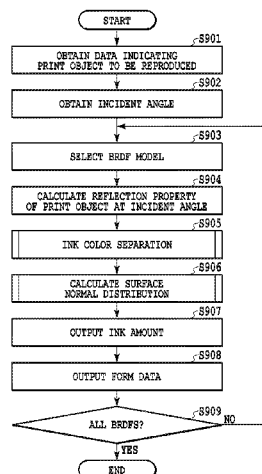 START
S901
OBTAIN DATA INDICATING
PRINT OBJECT TO BE REPRODUCED
S902
OBTAIN INCIDENT ANGLE
S903
SELECT BRDF MODEL
S904
CALCULATE REFLECTION PROPERTY
OF PRINT OBJECT AT INCIDENT ANGLE
S905
INK COLOR SEPARATION
S906
CALCULATE SURFACE
NORMAL DISTRIBUTION
S907
OUTPUT INK AMOUNT
S908
OUTPUT FORM DATA
S909
ALL BRDFS?
NO
YES
END